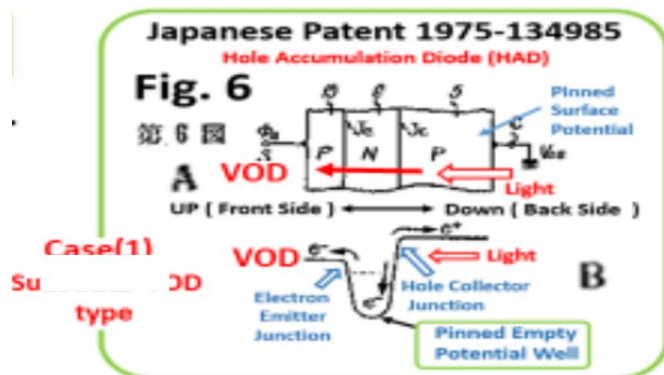 Japanese Patent 1975-134985
Hole Accumulation Diode (HAD)
Fig. 6
第 6 図
Pinned
Surface
Potential
Je
Jc
P N P
A VOD
Light
UP ( Front Side ) Down ( Back Side )
Case(1)
type
VOD
e-
e+
Light
B
Electron
Emitter
Junction
Hole Collector
Junction
e-
Pinned Empty
Potential Well